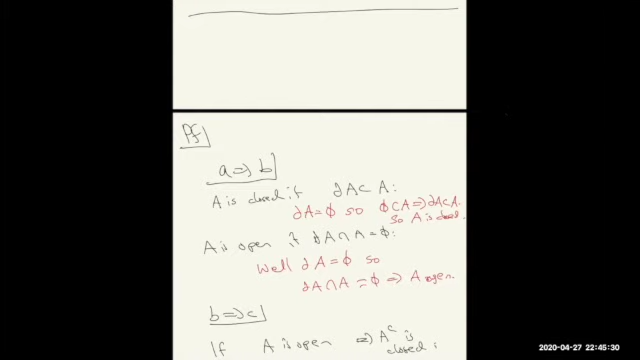 Pf
a => b
A is closed if ∂A ⊂ A:
∂A = ∅ so ∅ ⊂ A => ∂A ⊂ A.
So A is closed.
A is open if ∂A ∩ A = ∅:
Well ∂A = ∅ so
∂A ∩ A = ∅ => A open.
b => c
If A is open => A^c is
closed;
2020-04-27 22:45:30